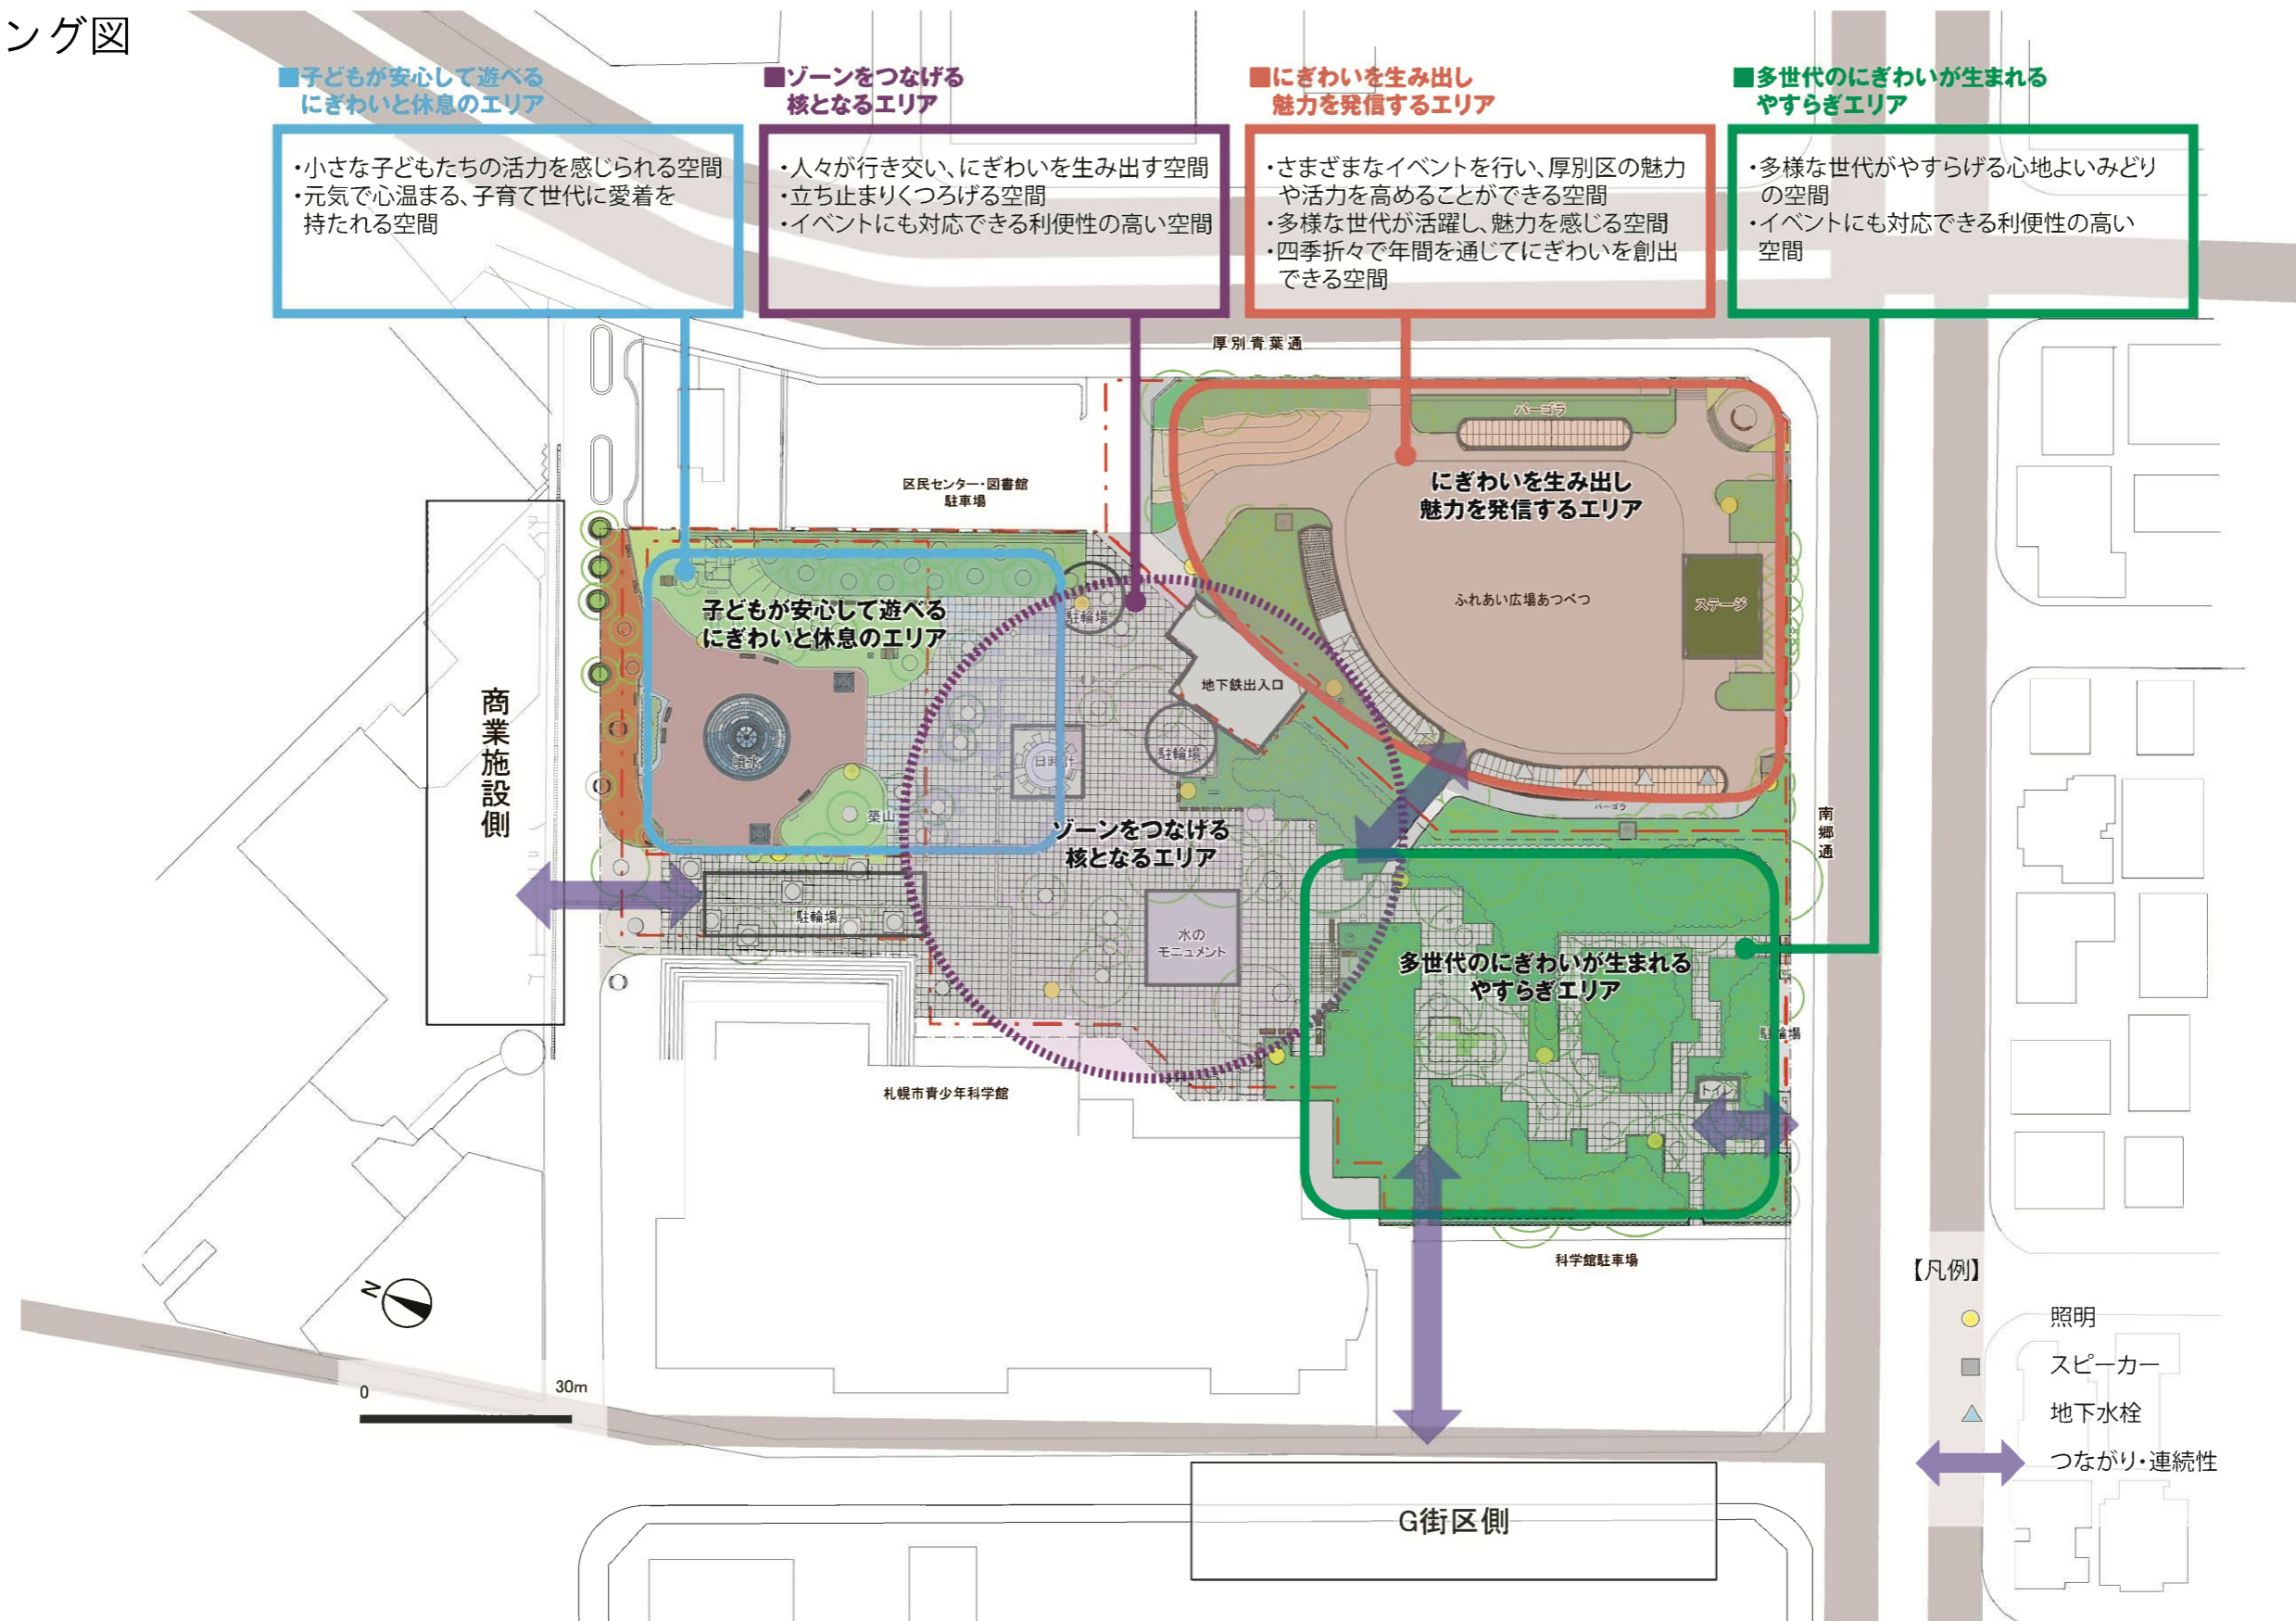 ング図
■子どもが安心して遊べる
にぎわいと休息のエリア
・小さな子どもたちの活力を感じられる空間
・元気で心温まる、子育て世代に愛着を
持たれる空間
■ゾーンをつなげる
核となるエリア
・人々が行き交い、にぎわいを生み出す空間
・立ち止まりくつろげる空間
・イベントにも対応できる利便性の高い空間
■にぎわいを生み出し
魅力を発信するエリア
・さまざまなイベントを行い、厚別区の魅力
や活力を高めることができる空間
・多様な世代が活躍し、魅力を感じる空間
・四季折々で年間を通じてにぎわいを創出
できる空間
■多世代のにぎわいが生まれる
やすらぎエリア
・多様な世代がやすらげる心地よいみどり
の空間
・イベントにも対応できる利便性の高い
空間
厚別青葉通
パーゴラ
区民センター・図書館
駐車場
にぎわいを生み出し
魅力を発信するエリア
ふれあい広場あつべつ
ステージ
子どもが安心して遊べる
にぎわいと休息のエリア
駐輪場
地下鉄出入口
商業施設側
噴水
日時計
駐輪場
築山
パーゴラ
南郷通
ゾーンをつなげる
核となるエリア
駐輪場
水の
モニュメント
多世代のにぎわいが生まれる
やすらぎエリア
駐輪場
トイレ
札幌市青少年科学館
科学館駐車場
N
0
30m
G街区側
【凡例】
照明
スピーカー
地下水栓
つながり・連続性